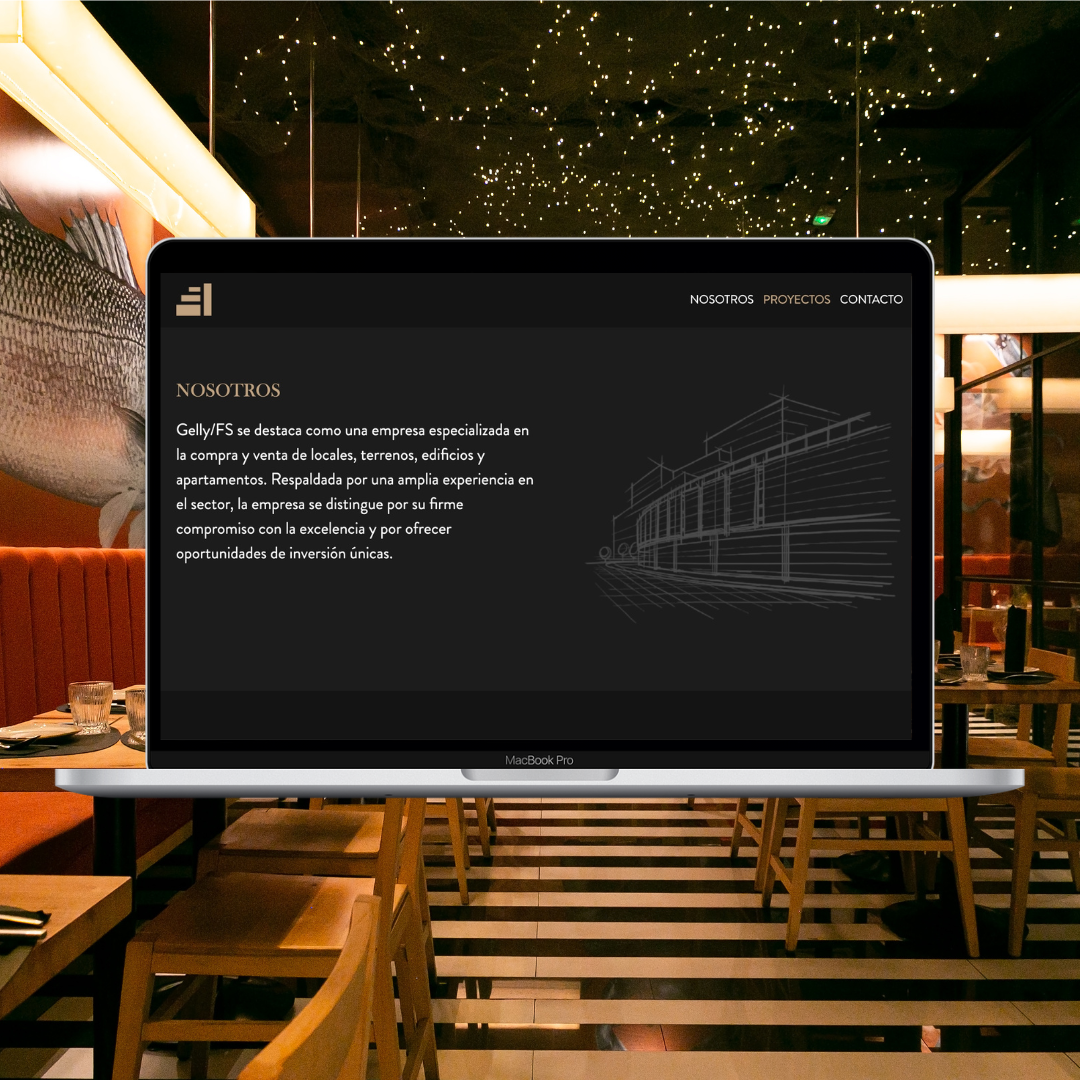 NOSOTROS PROYECTOS CONTACTO
NOSOTROS
Gelly/FS se destaca como una empresa especializada en
la compra y venta de locales, terrenos, edificios y
apartamentos. Respaldada por una amplia experiencia en
el sector, la empresa se distingue por su firme
compromiso con la excelencia y por ofrecer
oportunidades de inversión únicas.
MacBook Pro